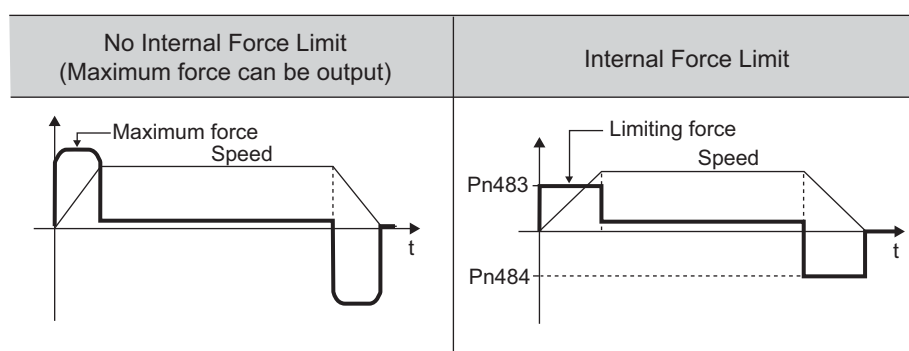 No Internal Force Limit
(Maximum force can be output)
Internal Force Limit
Maximum force
Speed
t
Limiting force
Speed
Pn483
t
Pn484